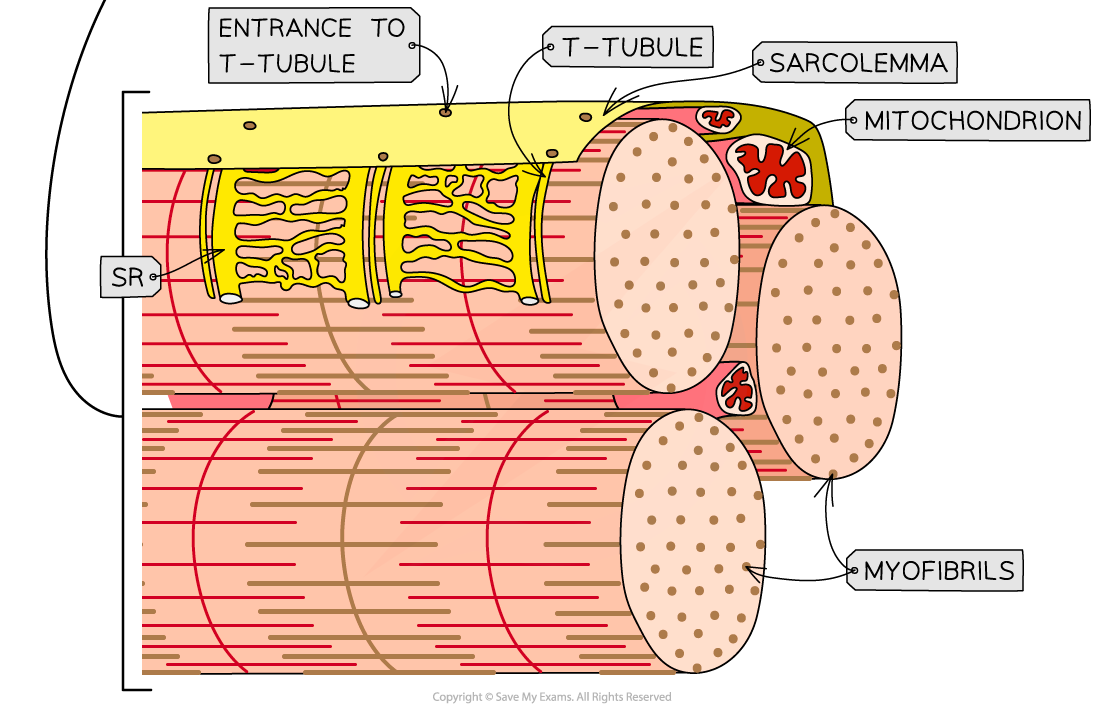 ENTRANCE TO
T-TUBULE
T-TUBULE
SARCOLEMMA
MITOCHONDRION
SR
MYOFIBRILS
Copyright © Save My Exams. All Rights Reserved